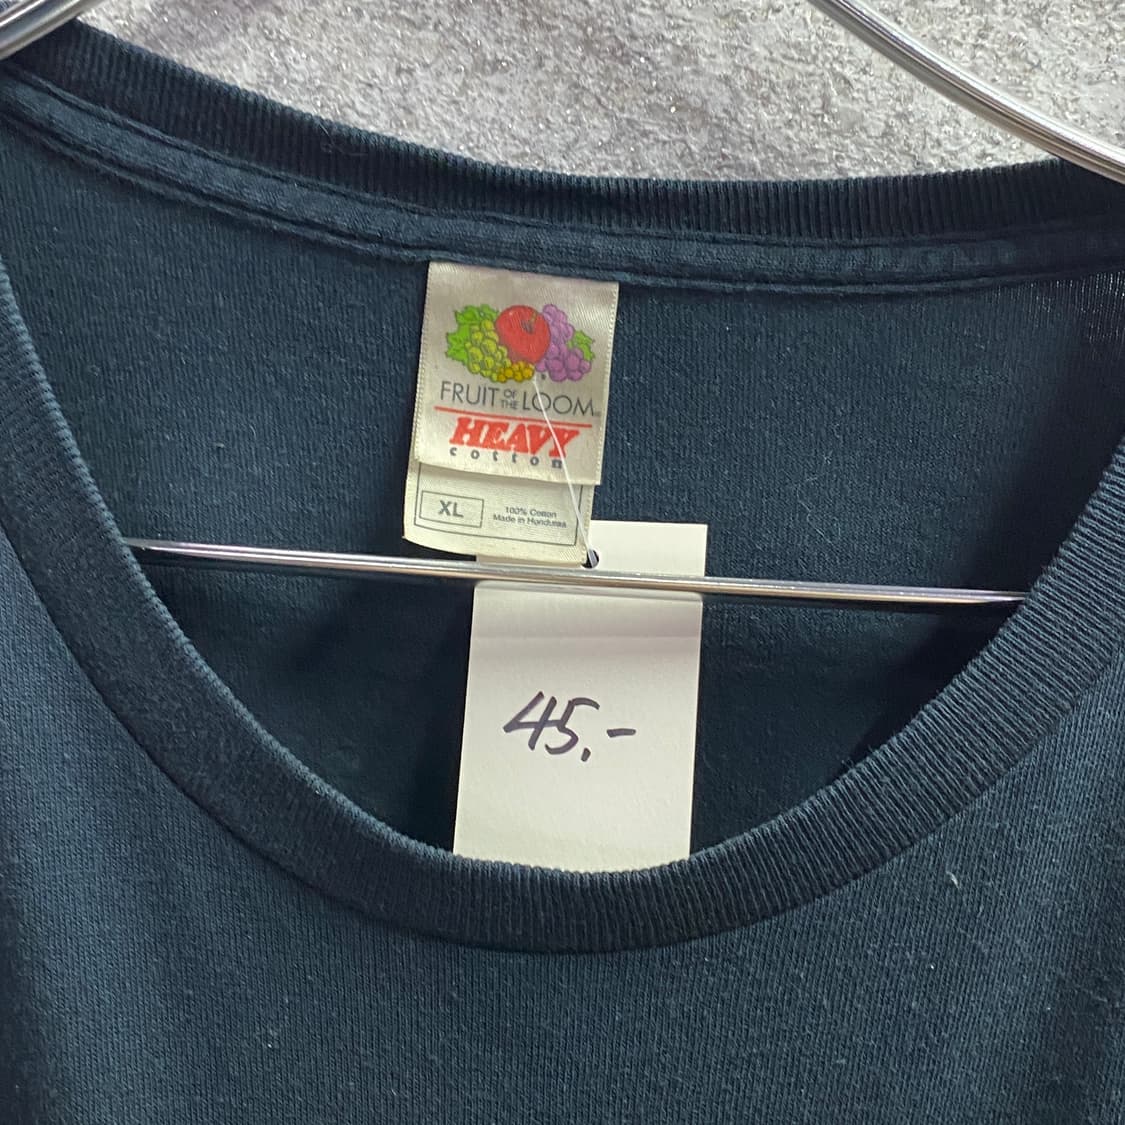 FRUIT OF THE LOOM
HEAVY
cotton
XL
100% Cotton
Made in Honduras
45.-